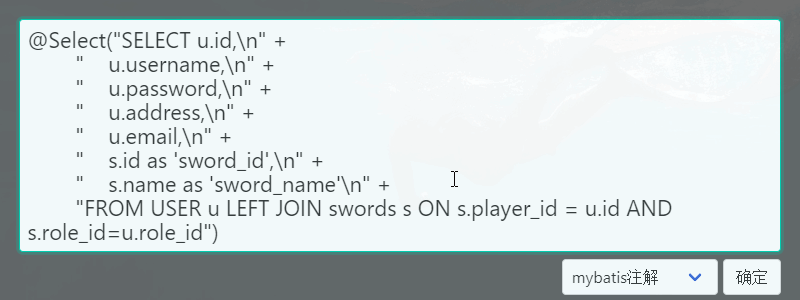 @Select("SELECT u.id,\n" +
"    u.username,\n" +
"    u.password,\n" +
"    u.address,\n" +
"    u.email,\n" +
"    s.id as 'sword_id',\n" +
"    s.name as 'sword_name'\n" +
"FROM USER u LEFT JOIN swords s ON s.player_id = u.id AND
s.role_id=u.role_id")
mybatis注解
确定